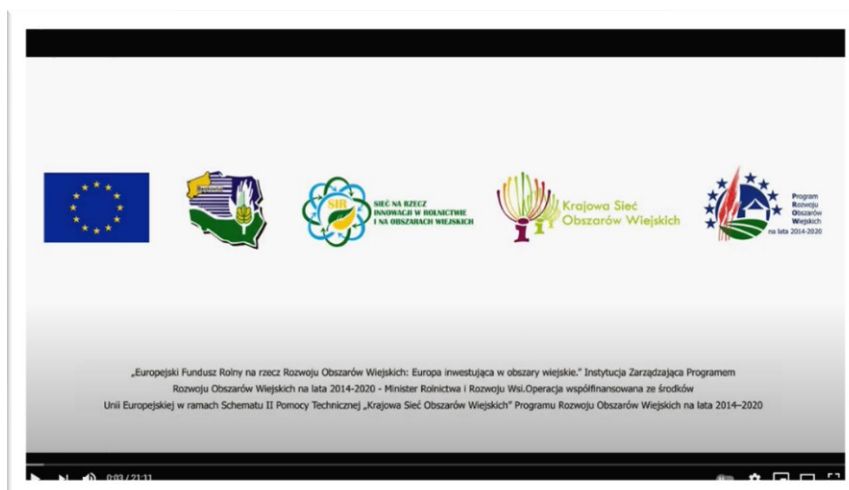 SIR
SIEĆ NA RZECZ
INNOWACJI W ROLNICTWIE
I NA OBSZARACH WIEJSKICH
Krajowa Sieć
Obszarów Wiejskich
Program
Rozwoju
Obszarów
Wiejskich
na lata 2014-2020
„Europejski Fundusz Rolny na rzecz Rozwoju Obszarów Wiejskich: Europa inwestująca w obszary wiejskie.” Instytucja Zarządzająca Programem
Rozwoju Obszarów Wiejskich na lata 2014-2020 - Minister Rolnictwa i Rozwoju Wsi.Operacja współfinansowana ze środków
Unii Europejskiej w ramach Schematu II Pomocy Technicznej „Krajowa Sieć Obszarów Wiejskich” Programu Rozwoju Obszarów Wiejskich na lata 2014–2020
0:03 / 21:11